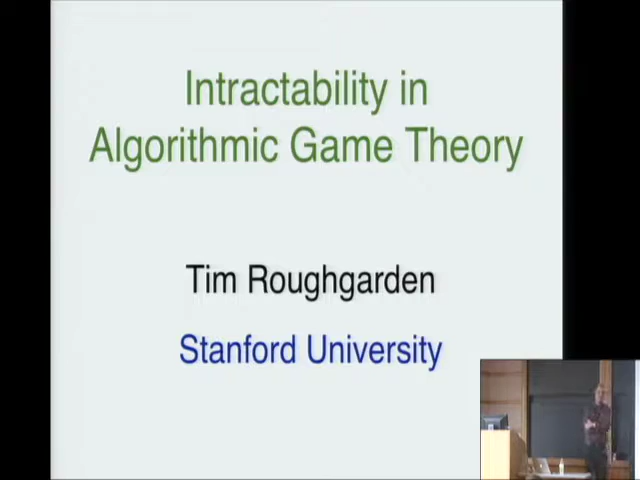 Intractability in
Algorithmic Game Theory
Tim Roughgarden
Stanford University